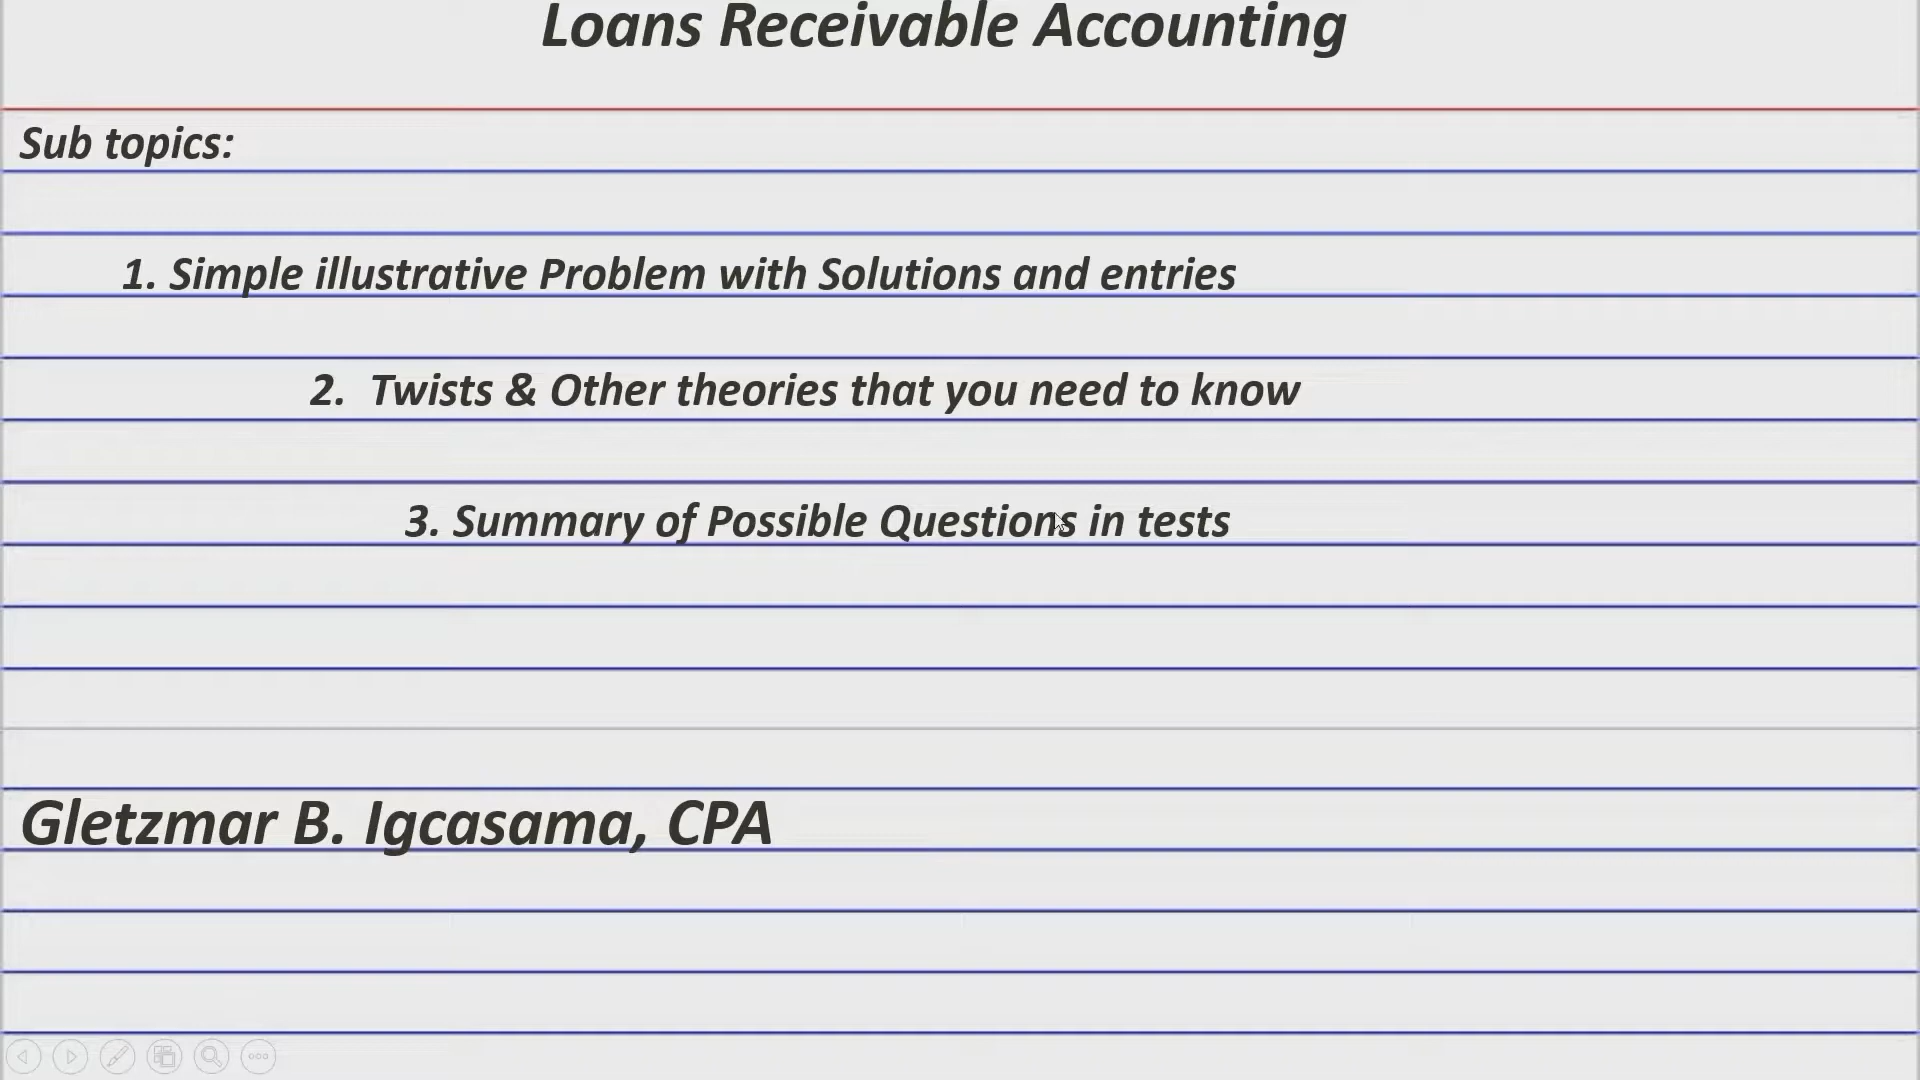 Loans Receivable Accounting
Sub topics:
1. Simple illustrative Problem with Solutions and entries
2. Twists & Other theories that you need to know
3. Summary of Possible Questions in tests
Gletzmar B. Igcasama, CPA